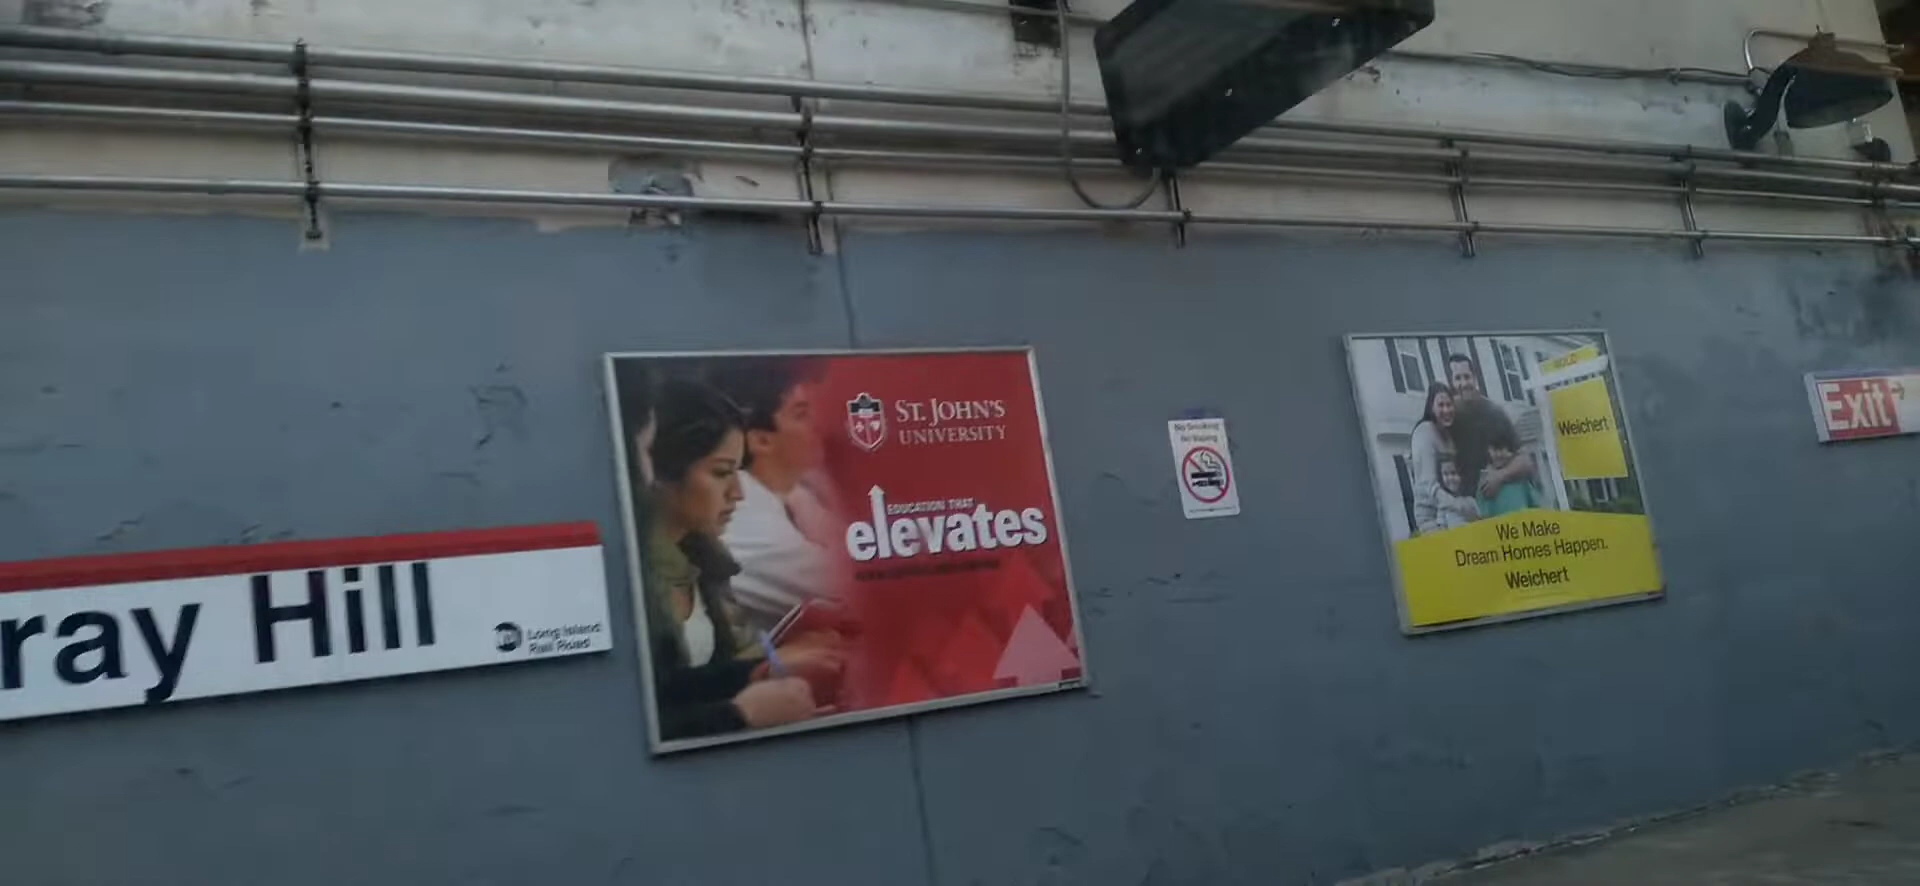 ray Hill
Long Island
Rail Road
ST. JOHN'S
UNIVERSITY
EDUCATION THAT
elevates
No Smoking
No Vaping
SOLD
Weichert
We Make
Dream Homes Happen.
Weichert
Exit